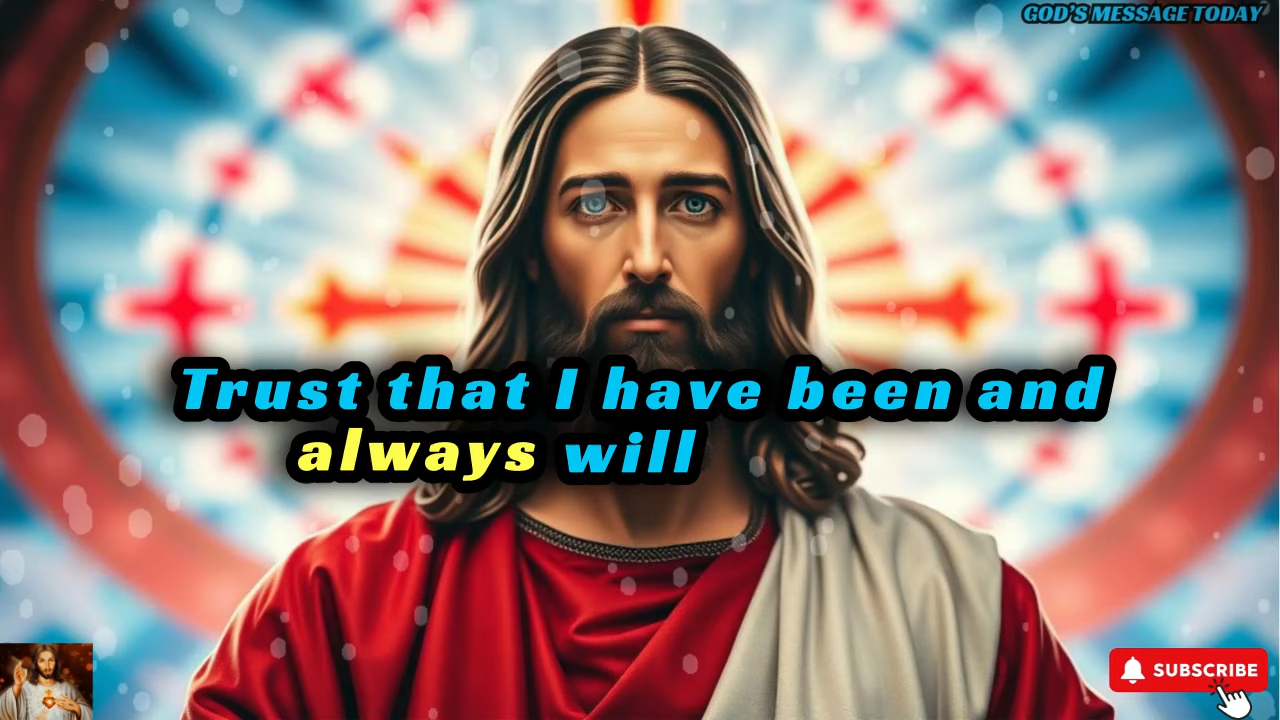 GOD'S MESSAGE TODAY
Trust that I have been and
always will
SUBSCRIBE